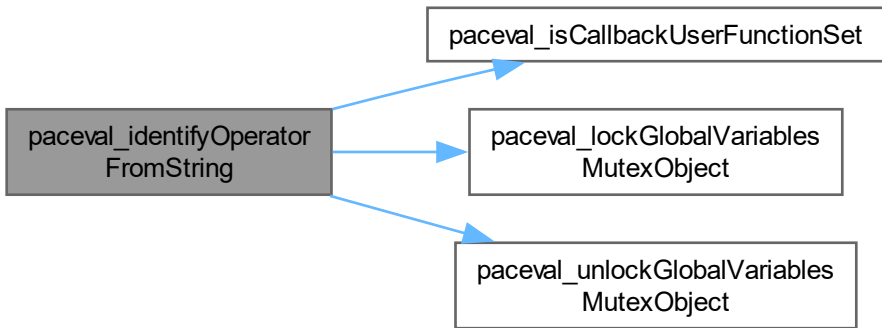 paceval_isCallbackUserFunctionSet
paceval_identifyOperator
FromString
paceval_lockGlobalVariables
MutexObject
paceval_unlockGlobalVariables
MutexObject